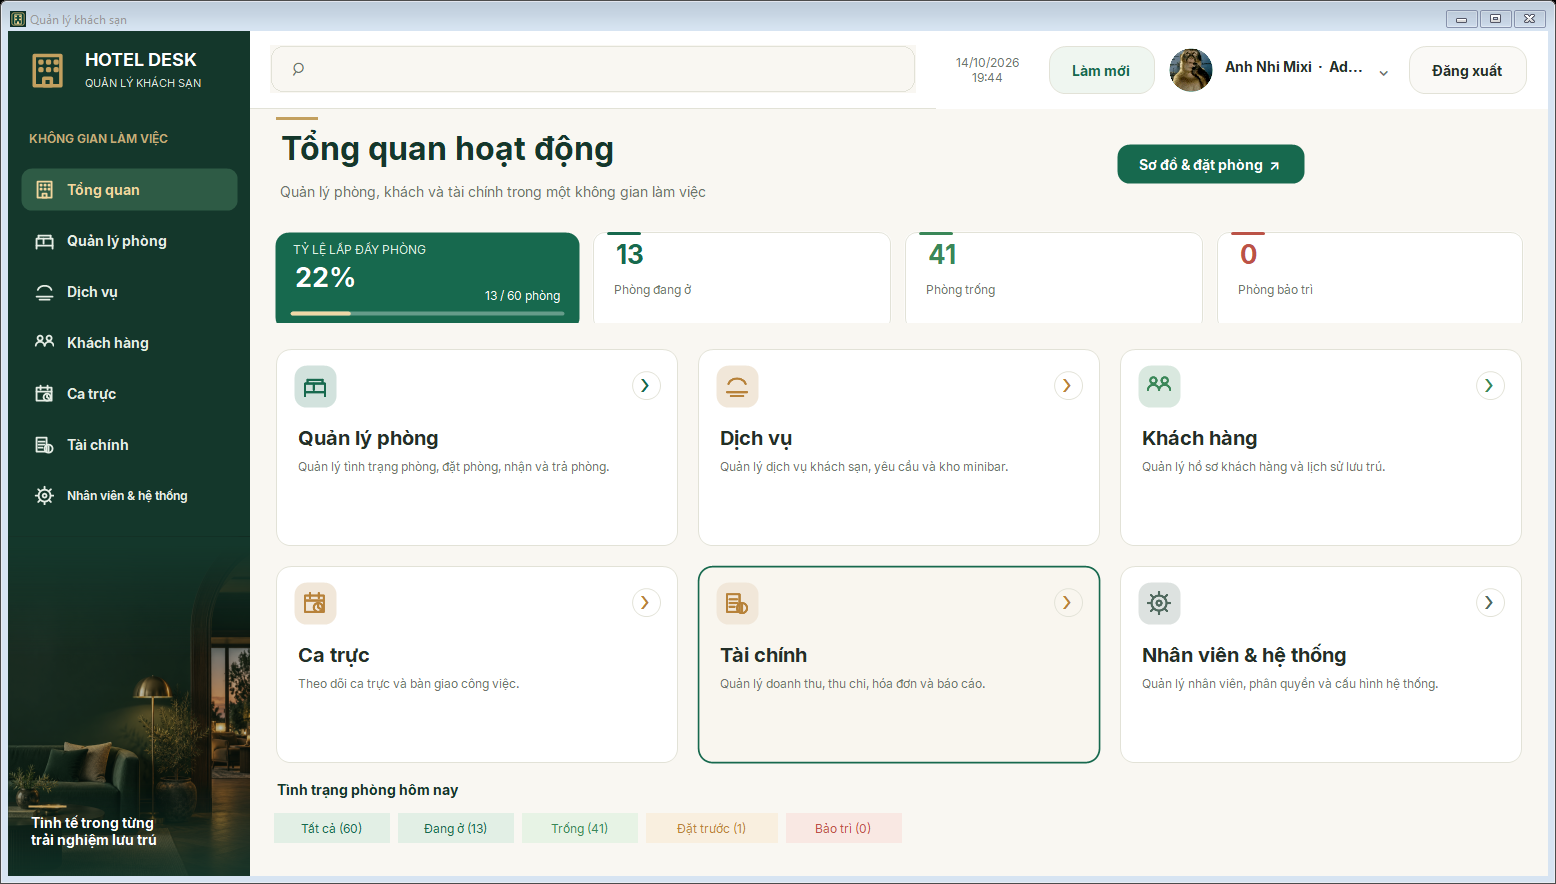 Quản lý khách sạn
HOTEL DESK
QUẢN LÝ KHÁCH SẠN
14/10/2026
19:44
Làm mới
Anh Nhi Mixi · Ad...
Đăng xuất
KHÔNG GIAN LÀM VIỆC
Tổng quan
Quản lý phòng
Dịch vụ
Khách hàng
Ca trực
Tài chính
Nhân viên & hệ thống
Tinh tế trong từng
trải nghiệm lưu trú
Tổng quan hoạt động
Quản lý phòng, khách và tài chính trong một không gian làm việc
Sơ đồ & đặt phòng ↗
TỶ LỆ LẤP ĐẦY PHÒNG
22%
13 / 60 phòng
13
Phòng đang ở
41
Phòng trống
0
Phòng bảo trì
Quản lý phòng
Quản lý tình trạng phòng, đặt phòng, nhận và trả phòng.
Dịch vụ
Quản lý dịch vụ khách sạn, yêu cầu và kho minibar.
Khách hàng
Quản lý hồ sơ khách hàng và lịch sử lưu trú.
Ca trực
Theo dõi ca trực và bàn giao công việc.
Tài chính
Quản lý doanh thu, thu chi, hóa đơn và báo cáo.
Nhân viên & hệ thống
Quản lý nhân viên, phân quyền và cấu hình hệ thống.
Tình trạng phòng hôm nay
Tất cả (60)
Đang ở (13)
Trống (41)
Đặt trước (1)
Bảo trì (0)